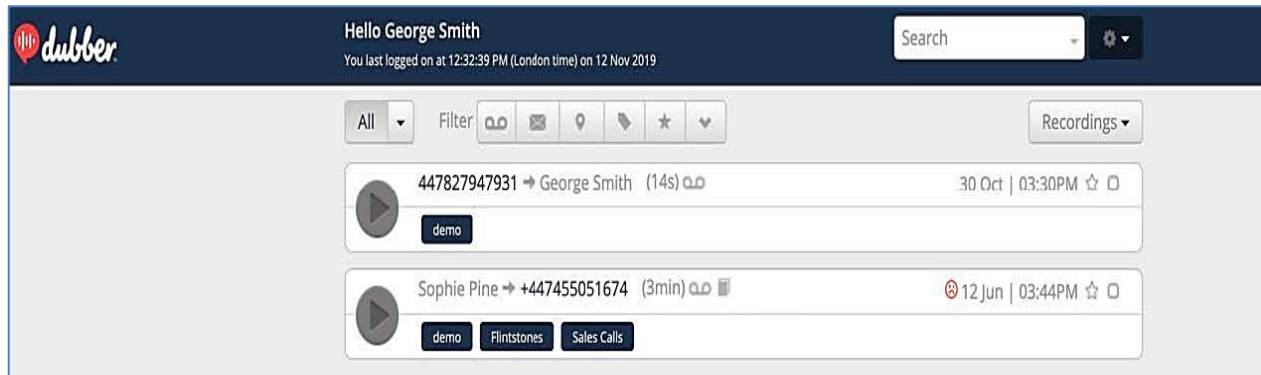 dubber
Hello George Smith
You last logged on at 12:32:39 PM (London time) on 12 Nov 2019
Search
All Filter Recordings
447827947931 → George Smith (14s) 30 Oct | 03:30PM
demo
Sophie Pine → +447455051674 (3min) 12 Jun | 03:44PM
demo Flintstones Sales Calls